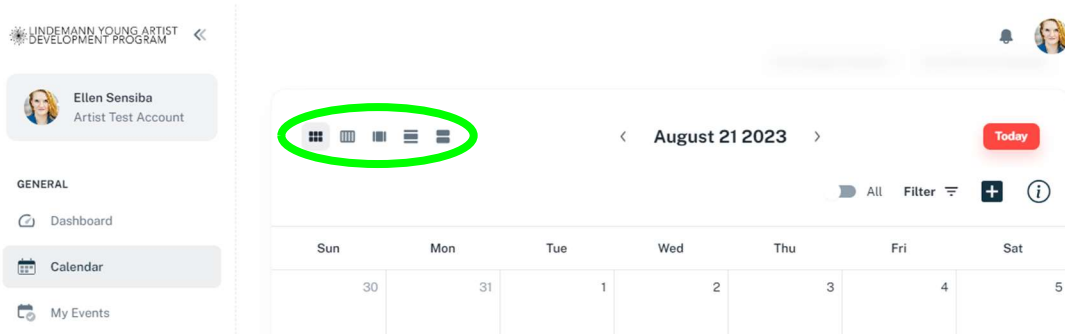 LINDEMANN YOUNG ARTIST
DEVELOPMENT PROGRAM
Ellen Sensiba
Artist Test Account
August 21 2023
Today
GENERAL
All Filter
Dashboard
Sun Mon Tue Wed Thu Fri Sat
Calendar
30 31 1 2 3 4 5
My Events